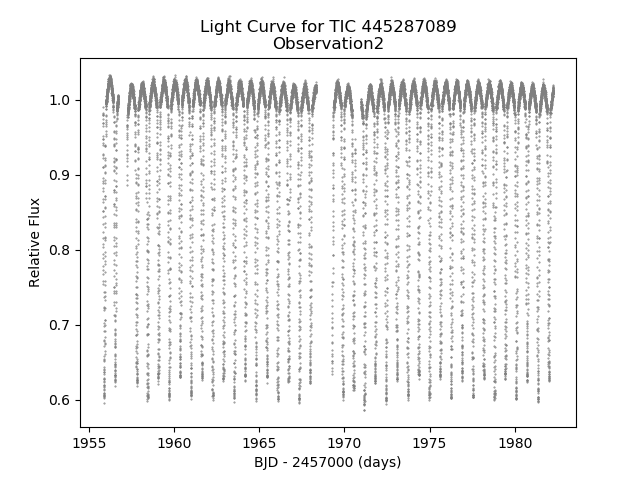 Light Curve for TIC 445287089
Observation2
1.0
0.9
0.8
0.7
0.6
Relative Flux
1955
1960
1965
1970
1975
1980
BJD - 2457000 (days)